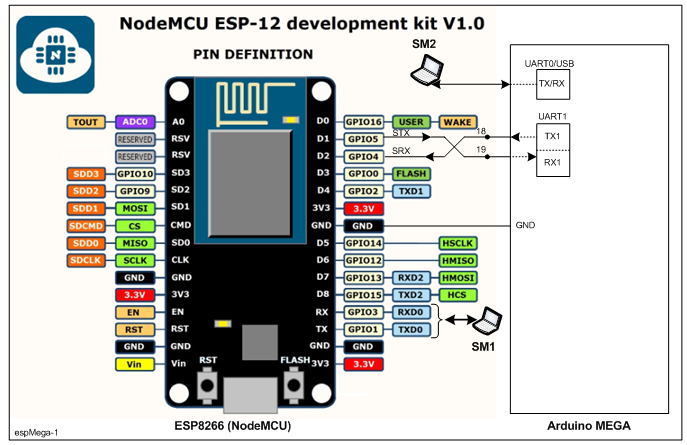 NodeMCU ESP-12 development kit V1.0
PIN DEFINITION
N
SM2
UART0/USB
TX/RX
UART1
TX1
RX1
STX
SRX
18
19
GND
TOUT ADC0 A0 D0 GPIO16 USER WAKE
RESERVED RSV D1 GPIO5
RESERVED RSV D2 GPIO4
SDD3 GPIO10 SD3 D3 GPIO0 FLASH
SDD2 GPIO9 SD2 D4 GPIO2 TXD1
SDD1 MOSI SD1 3V3 3.3V
SDCMD CS CMD GND GND
SDD0 MISO SD0 D5 GPIO14 HSCLK
SDCLK SCLK CLK D6 GPIO12 HMISO
GND GND D7 GPIO13 RXD2 HMOSI
3.3V 3V3 D8 GPIO15 TXD2 HCS
EN EN RX GPIO3 RXD0
RST RST TX GPIO1 TXD0
GND GND GND GND
Vin Vin 3V3 3.3V
RST FLASH
SM1
ESP8266 (NodeMCU)
Arduino MEGA
espMega-1